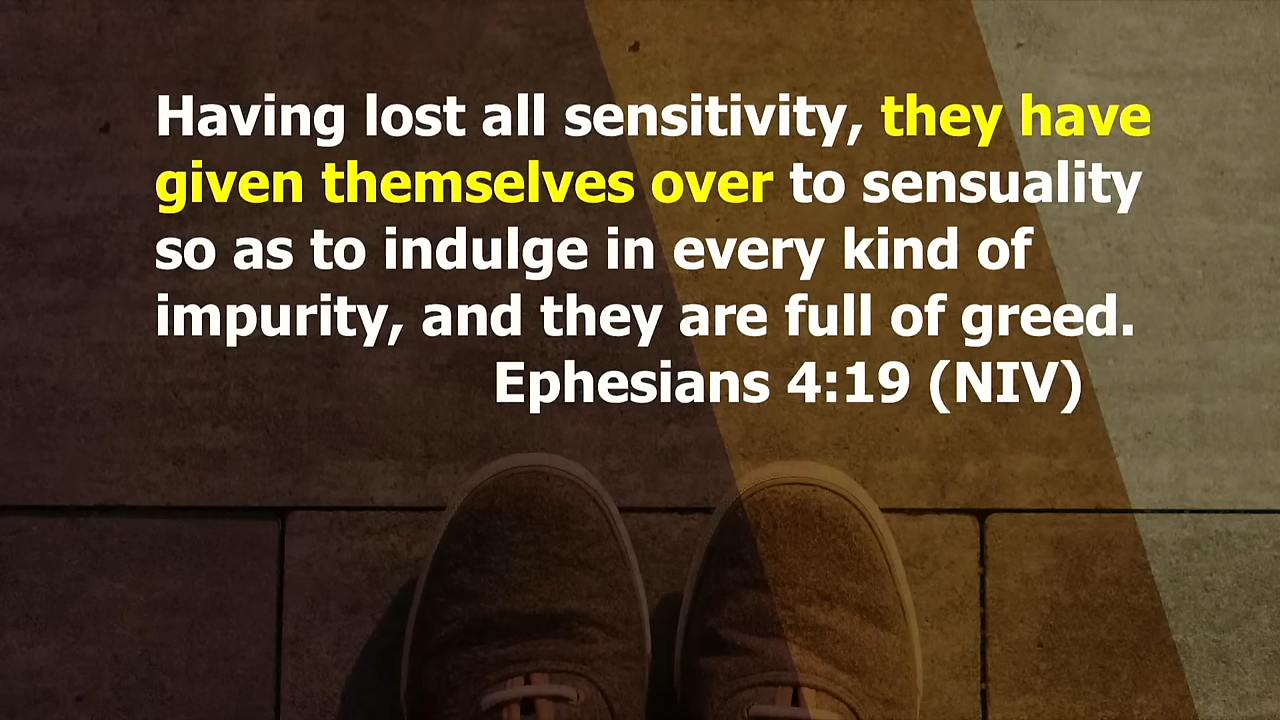 Having lost all sensitivity, they have
given themselves over to sensuality
so as to indulge in every kind of
impurity, and they are full of greed.
Ephesians 4:19 (NIV)